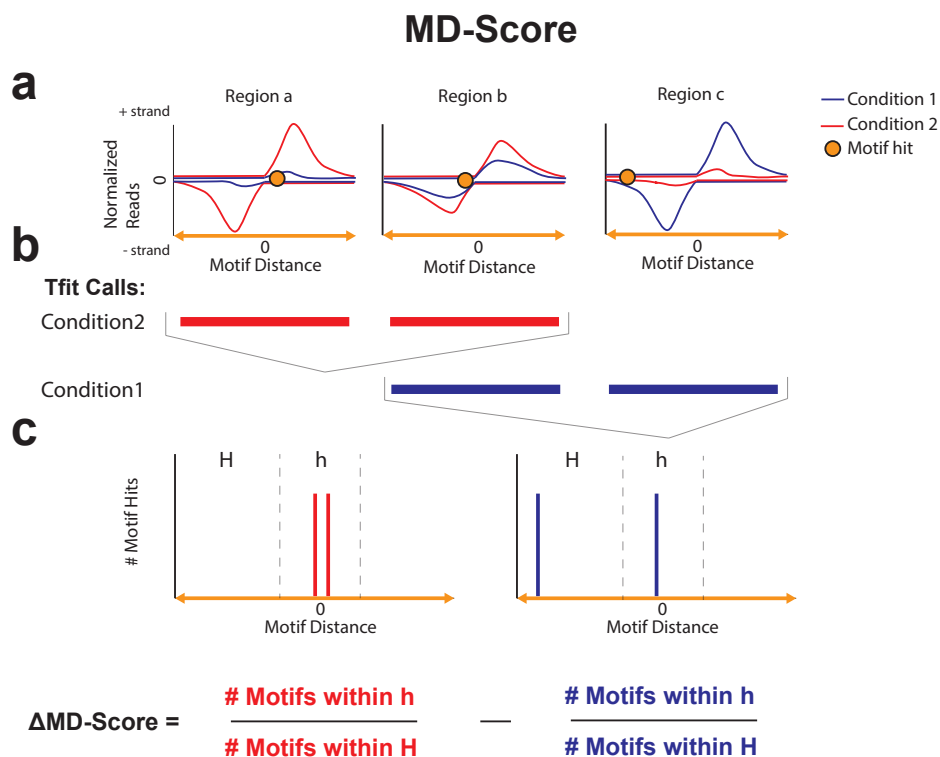 MD-Score
a
Region a
Region b
Region c
+ strand
Normalized
Reads
0
- strand
0
Motif Distance
0
Motif Distance
0
Motif Distance
Condition 1
Condition 2
Motif hit
b
Tfit Calls:
Condition2
Condition1
c
# Motif Hits
H
h
0
Motif Distance
H
h
0
Motif Distance
ΔMD-Score =
# Motifs within h
# Motifs within H
—
# Motifs within h
# Motifs within H